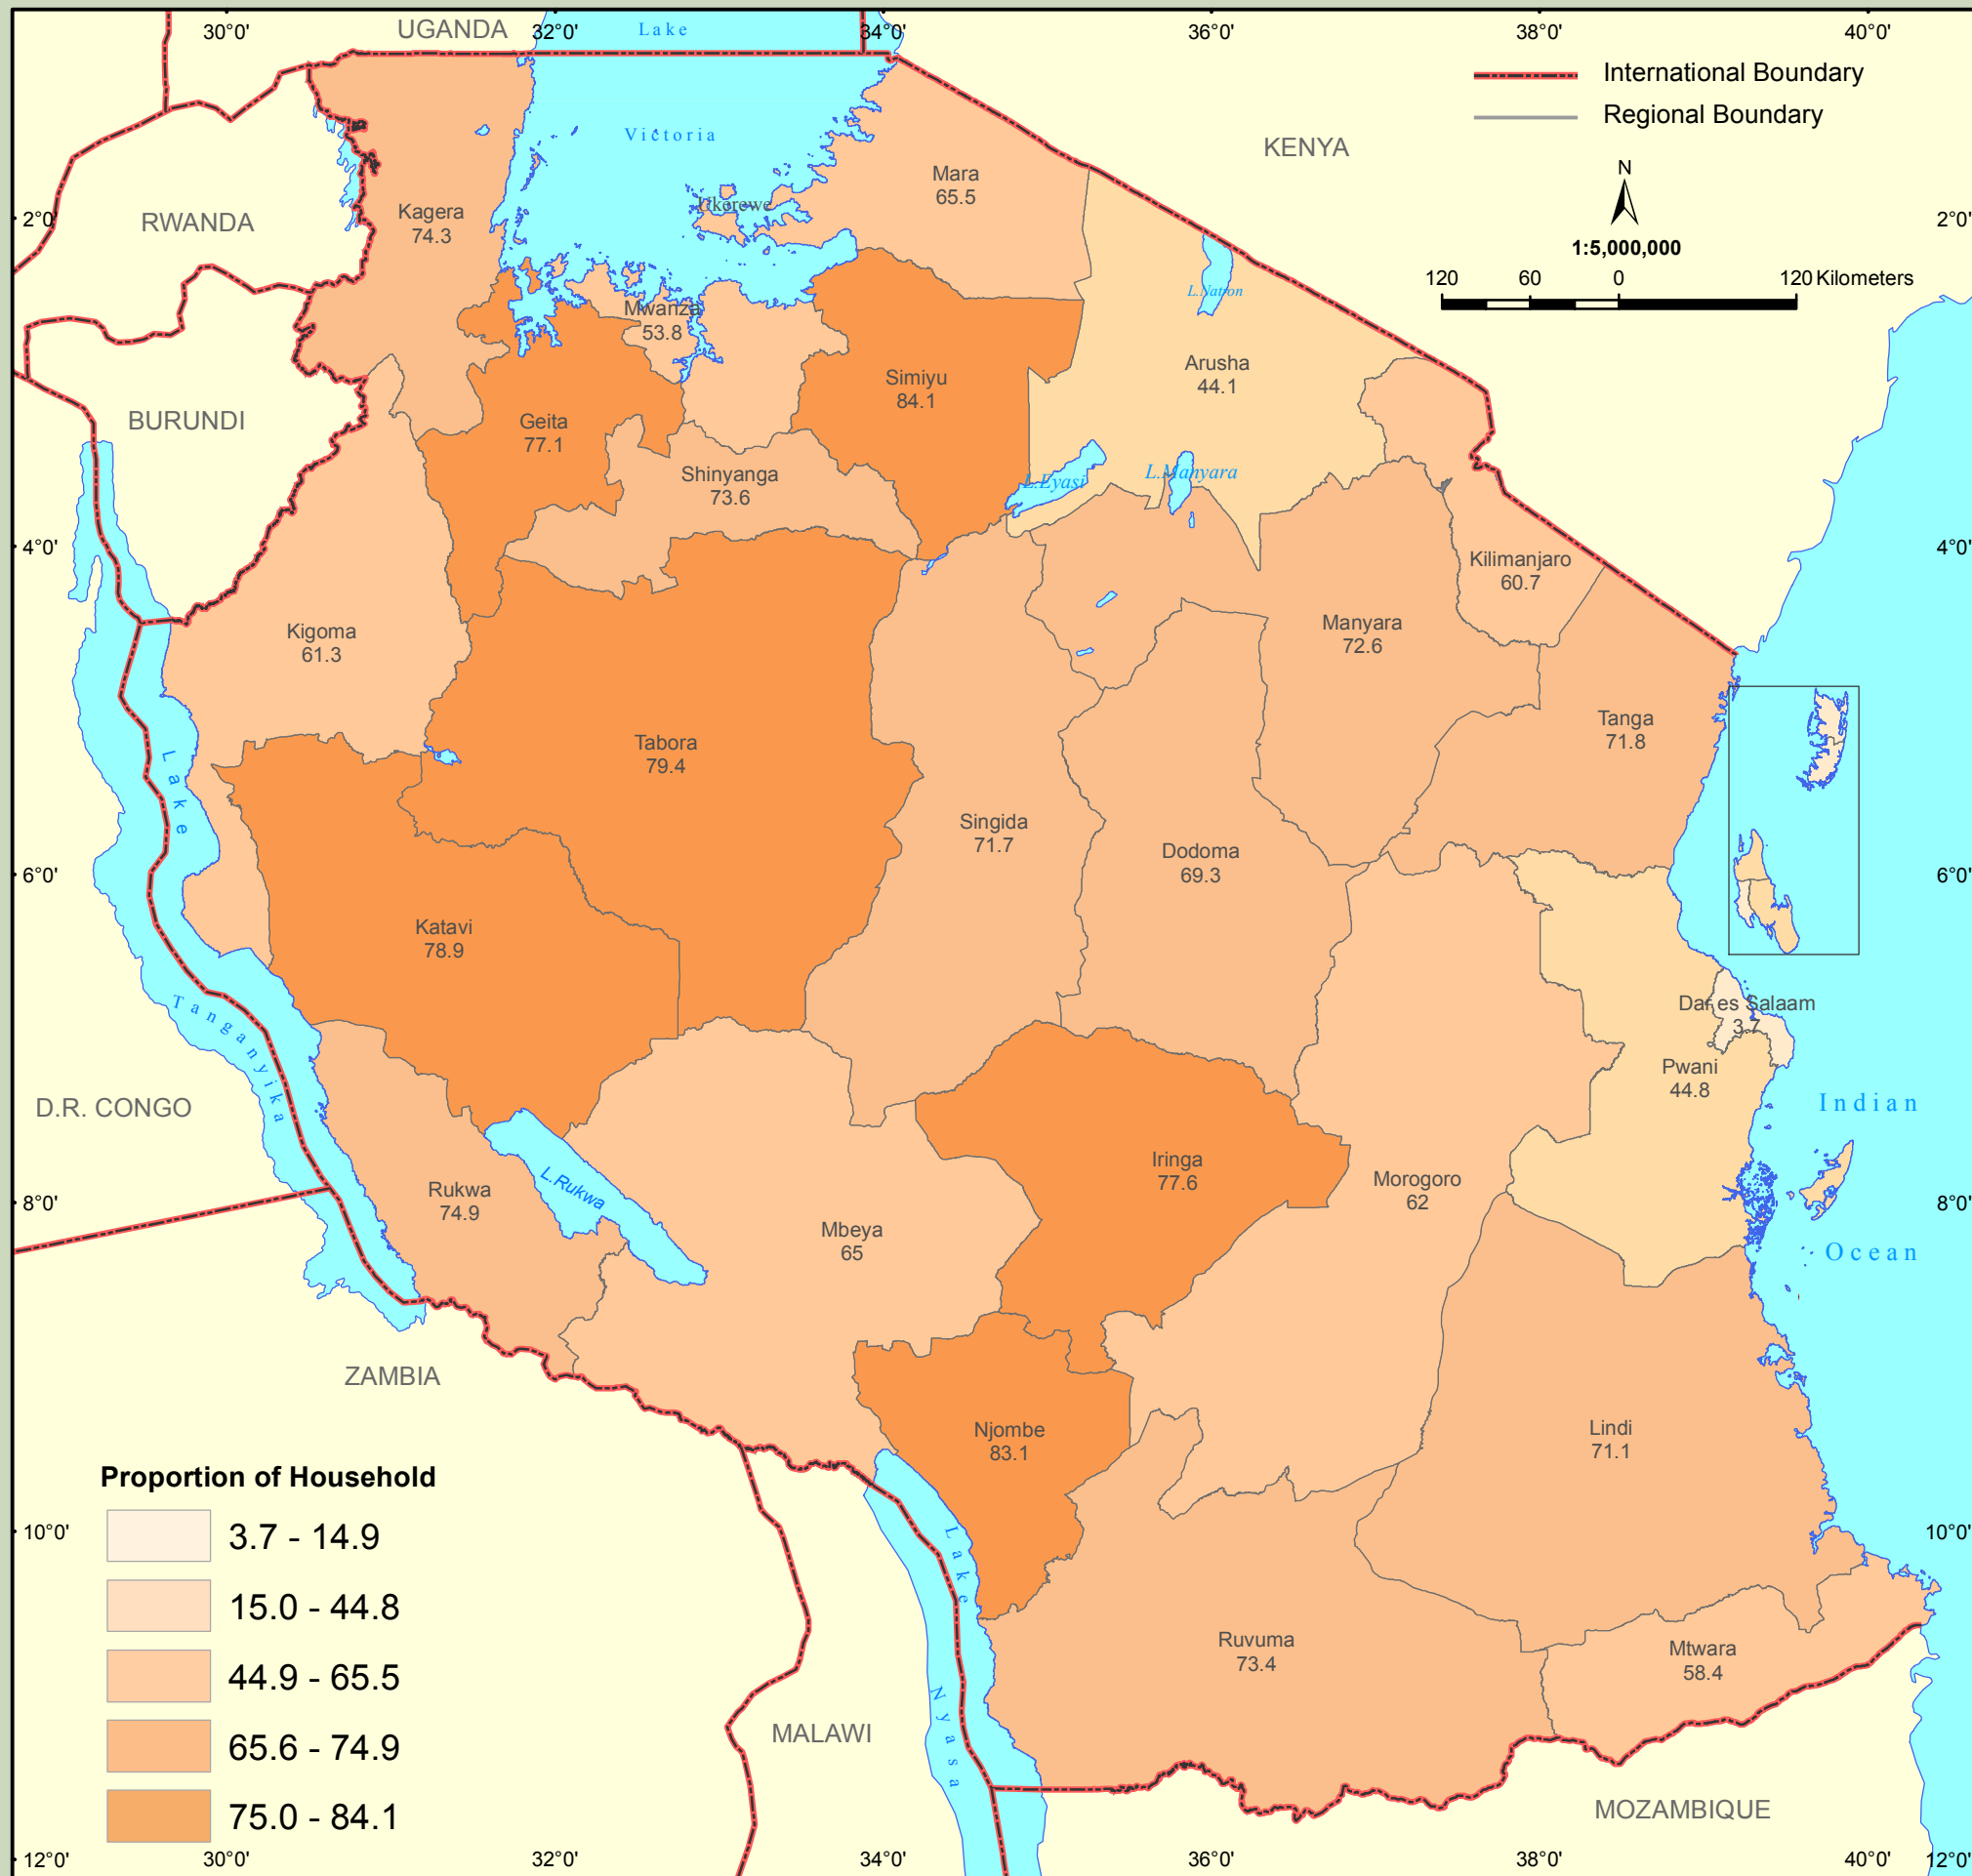 30°0'
32°0'
34°0'
36°0'
38°0'
40°0'
UGANDA
Lake
International Boundary
Regional Boundary
Victoria
KENYA
N
Mara
65.5
Ukerewe
Kagera
74.3
RWANDA
2°0'
2°0'
1:5,000,000
120
60
0
120 Kilometers
L.Natron
Mwanza
53.8
Arusha
44.1
Simiyu
84.1
BURUNDI
Geita
77.1
Shinyanga
73.6
L.Eyasi
L.Manyara
4°0'
4°0'
Kilimanjaro
60.7
Kigoma
61.3
Manyara
72.6
Tanga
71.8
Tabora
79.4
Lake
Singida
71.7
Dodoma
69.3
6°0'
6°0'
Katavi
78.9
Tanganyika
Dar es Salaam
3.7
Pwani
44.8
D.R. CONGO
Indian
Ocean
Iringa
77.6
Morogoro
62
Rukwa
74.9
L.Rukwa
8°0'
8°0'
Mbeya
65
ZAMBIA
Njombe
83.1
Lindi
71.1
Proportion of Household
3.7 - 14.9
15.0 - 44.8
44.9 - 65.5
65.6 - 74.9
75.0 - 84.1
10°0'
10°0'
Lake
Nyasa
Ruvuma
73.4
Mtwara
58.4
MALAWI
MOZAMBIQUE
12°0'
30°0'
32°0'
34°0'
36°0'
38°0'
40°0'
12°0'